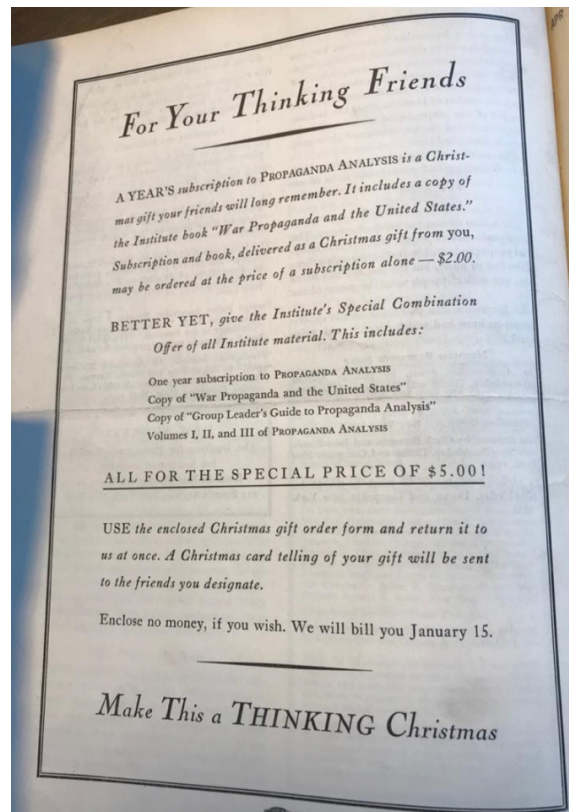 APR
For Your Thinking Friends
A YEAR'S subscription to PROPAGANDA ANALYSIS is a Christ-
mas gift your friends will long remember. It includes a copy of
the Institute book "War Propaganda and the United States."
Subscription and book, delivered as a Christmas gift from you,
may be ordered at the price of a subscription alone — $2.00.
BETTER YET, give the Institute's Special Combination
Offer of all Institute material. This includes:
One year subscription to PROPAGANDA ANALYSIS
Copy of "War Propaganda and the United States"
Copy of "Group Leader's Guide to Propaganda Analysis"
Volumes I, II, and III of PROPAGANDA ANALYSIS
ALL FOR THE SPECIAL PRICE OF $5.00!
USE the enclosed Christmas gift order form and return it to
us at once. A Christmas card telling of your gift will be sent
to the friends you designate.
Enclose no money, if you wish. We will bill you January 15.
Make This a THINKING Christmas